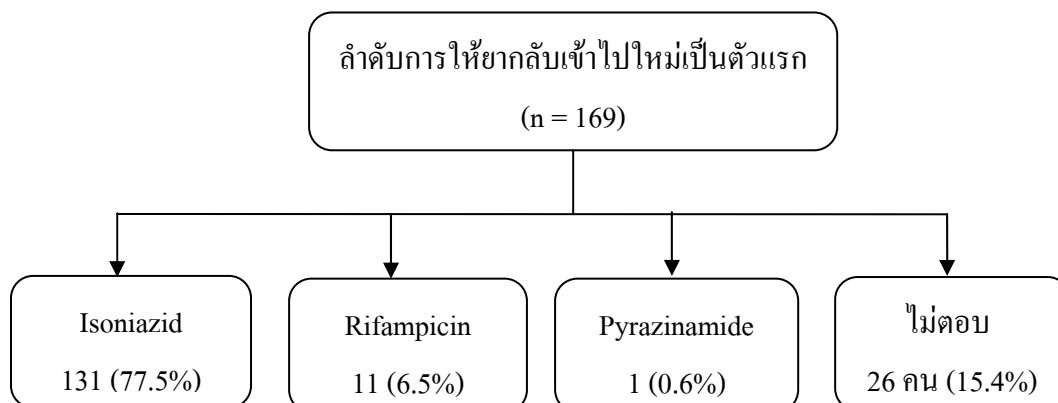 ลำดับการให้ยากลับเข้าไปใหม่เป็นตัวแรก
(n = 169)
Isoniazid
131 (77.5%)
Rifampicin
11 (6.5%)
Pyrazinamide
1 (0.6%)
ไม่ตอบ
26 คน (15.4%)